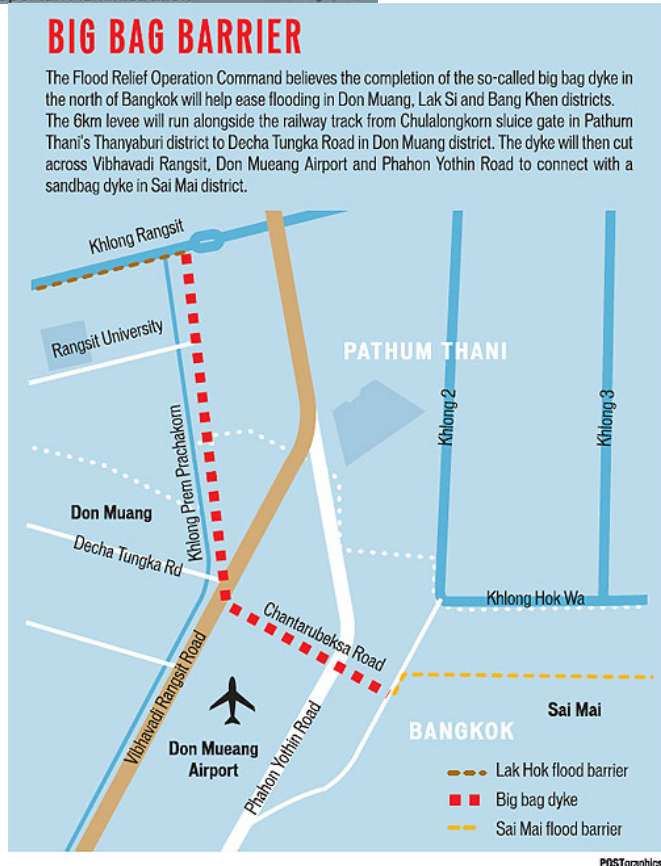 BIG BAG BARRIER
The Flood Relief Operation Command believes the completion of the so-called big bag dyke in
the north of Bangkok will help ease flooding in Don Muang, Lak Si and Bang Khen districts.
The 6km levee will run alongside the railway track from Chulalongkorn sluice gate in Pathum
Thani's Thanyaburi district to Decha Tungka Road in Don Muang district. The dyke will then cut
across Vibhavadi Rangsit, Don Mueang Airport and Phahon Yothin Road to connect with a
sandbag dyke in Sai Mai district.
Khlong Rangsit
Rangsit University
PATHUM THANI
Khlong 2
Khlong 3
Khlong Prem Prachakorn
Don Muang
Decha Tungka Rd
Khlong Hok Wa
Chantarubeksa Road
Vibhavadi Rangsit Road
Don Mueang
Airport
Phahon Yothin Road
Sai Mai
BANGKOK
Lak Hok flood barrier
Big bag dyke
Sai Mai flood barrier
POSTgraphics